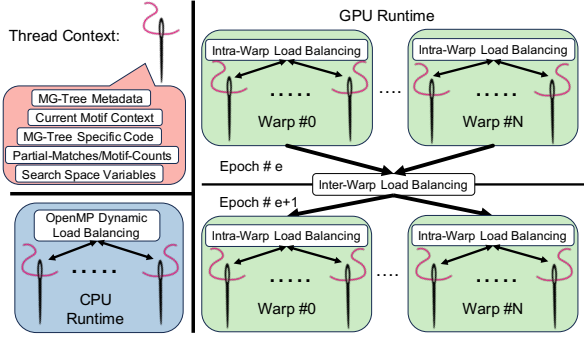 Thread Context:
MG-Tree Metadata
Current Motif Context
MG-Tree Specific Code
Partial-Matches/Motif-Counts
Search Space Variables
OpenMP Dynamic
Load Balancing
.....
CPU
Runtime
GPU Runtime
Intra-Warp Load Balancing
.....
Warp #0
....
Intra-Warp Load Balancing
.....
Warp #N
Epoch # e
Inter-Warp Load Balancing
Epoch # e+1
Intra-Warp Load Balancing
.....
Warp #0
....
Intra-Warp Load Balancing
.....
Warp #N